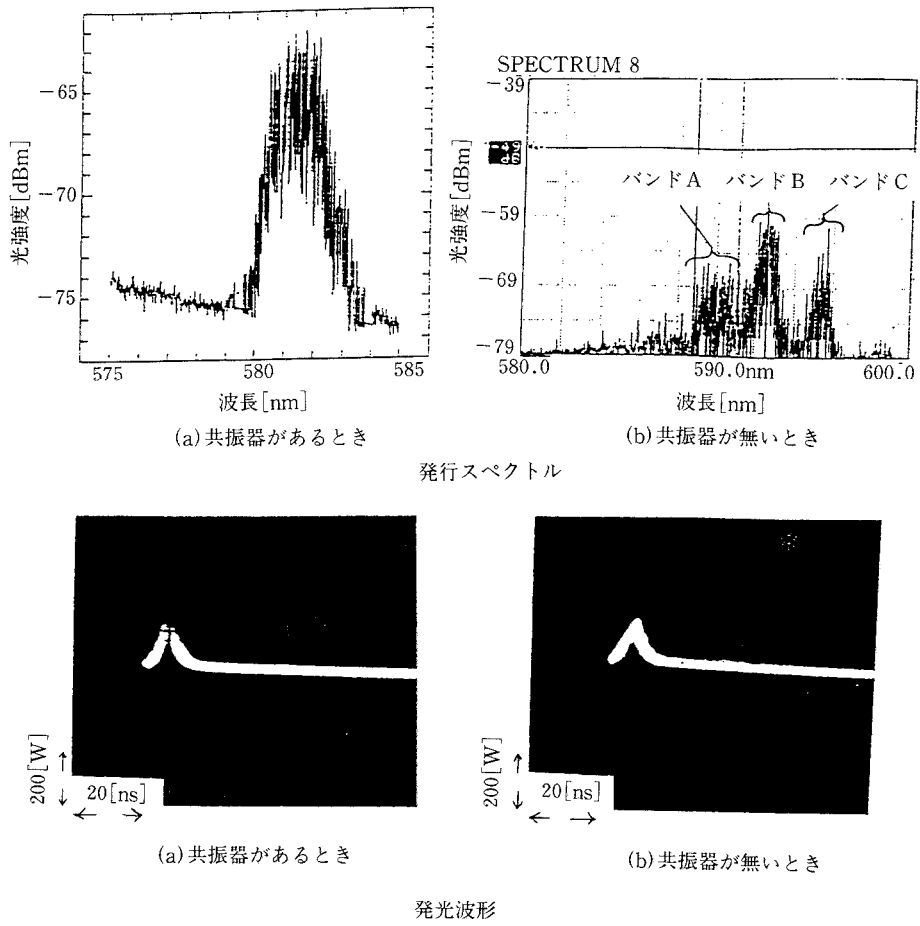 SPECTRUM 8
光強度[dBm]
−65
−70
−75
575
580
585
波長[nm]
(a)共振器があるとき
光強度[dBm]
−39
−59
−69
−79
バンドA
バンドB
バンドC
580.0
590.0nm
600.0
波長[nm]
(b)共振器が無いとき
発行スペクトル
200[W]
20[ns]
(a)共振器があるとき
200[W]
20[ns]
(b)共振器が無いとき
発光波形